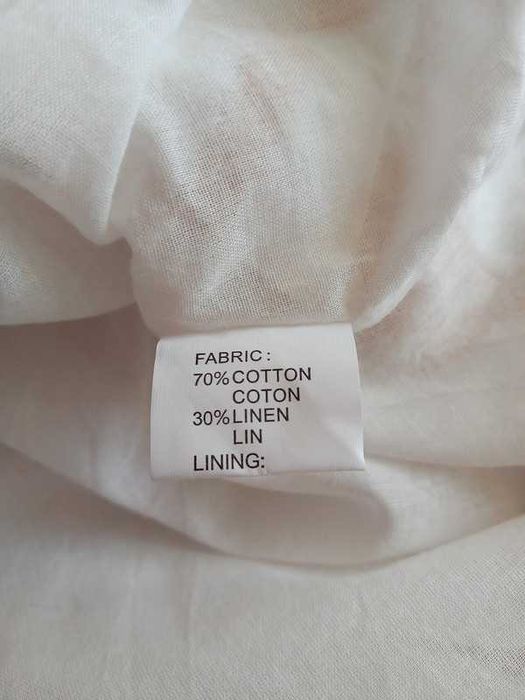 FABRIC:
70% COTTON
COTON
30% LINEN
LIN
LINING: